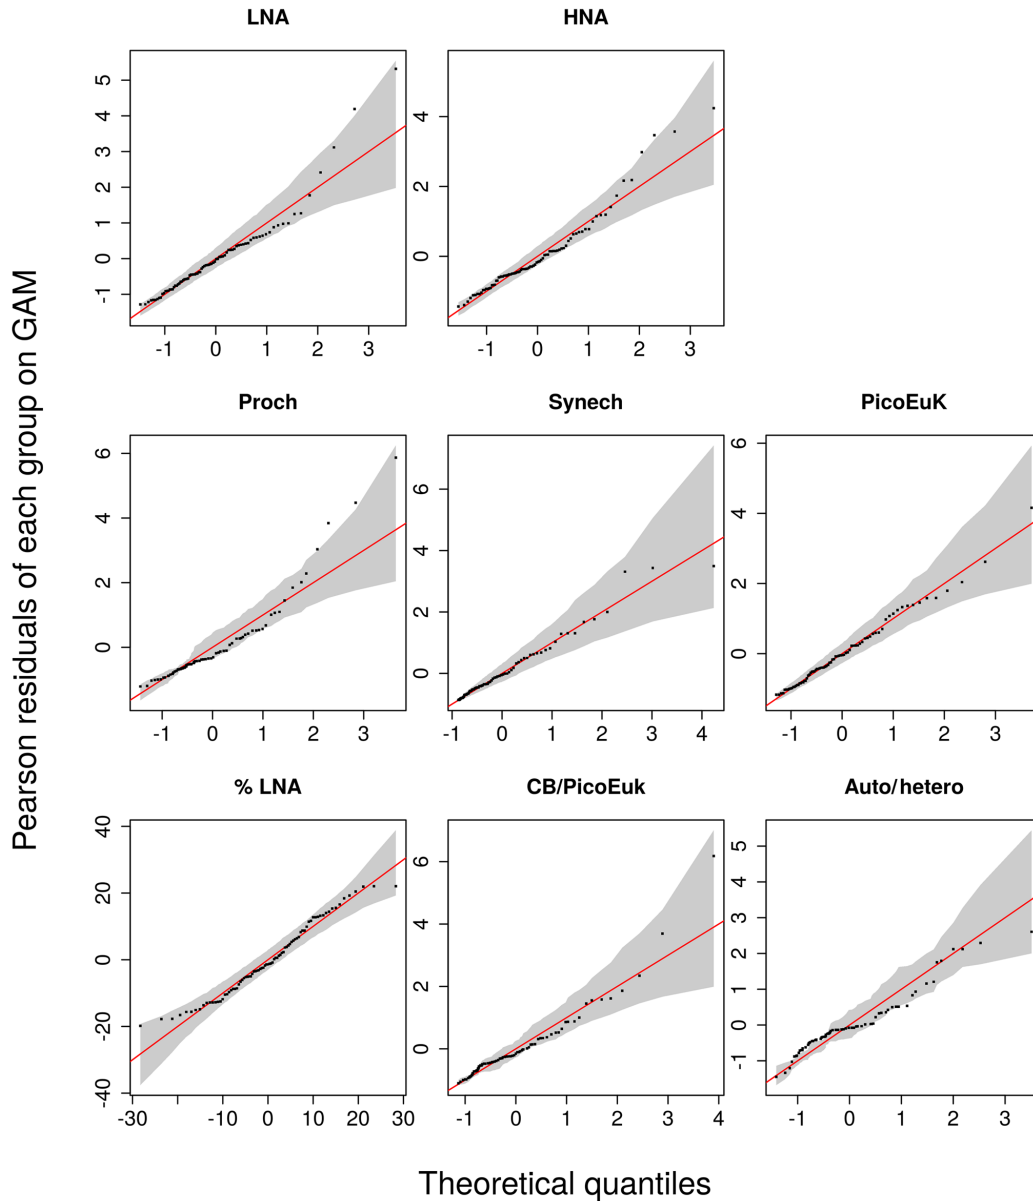 LNA
HNA
5
4
3
2
1
0
-1
4
2
0
-1 0 1 2 3
-1 0 1 2 3
Pearson residuals of each group on GAM
Proch
Synech
PicoEuK
6
4
2
0
6
4
2
0
6
4
2
0
-1 0 1 2 3
-1 0 1 2 3 4
-1 0 1 2 3
% LNA
CB/PicoEuk
Auto/hetero
40
20
0
-20
-40
6
4
2
0
5
4
3
2
1
0
-1
-30 -10 0 10 20 30
-1 0 1 2 3 4
-1 0 1 2 3
Theoretical quantiles